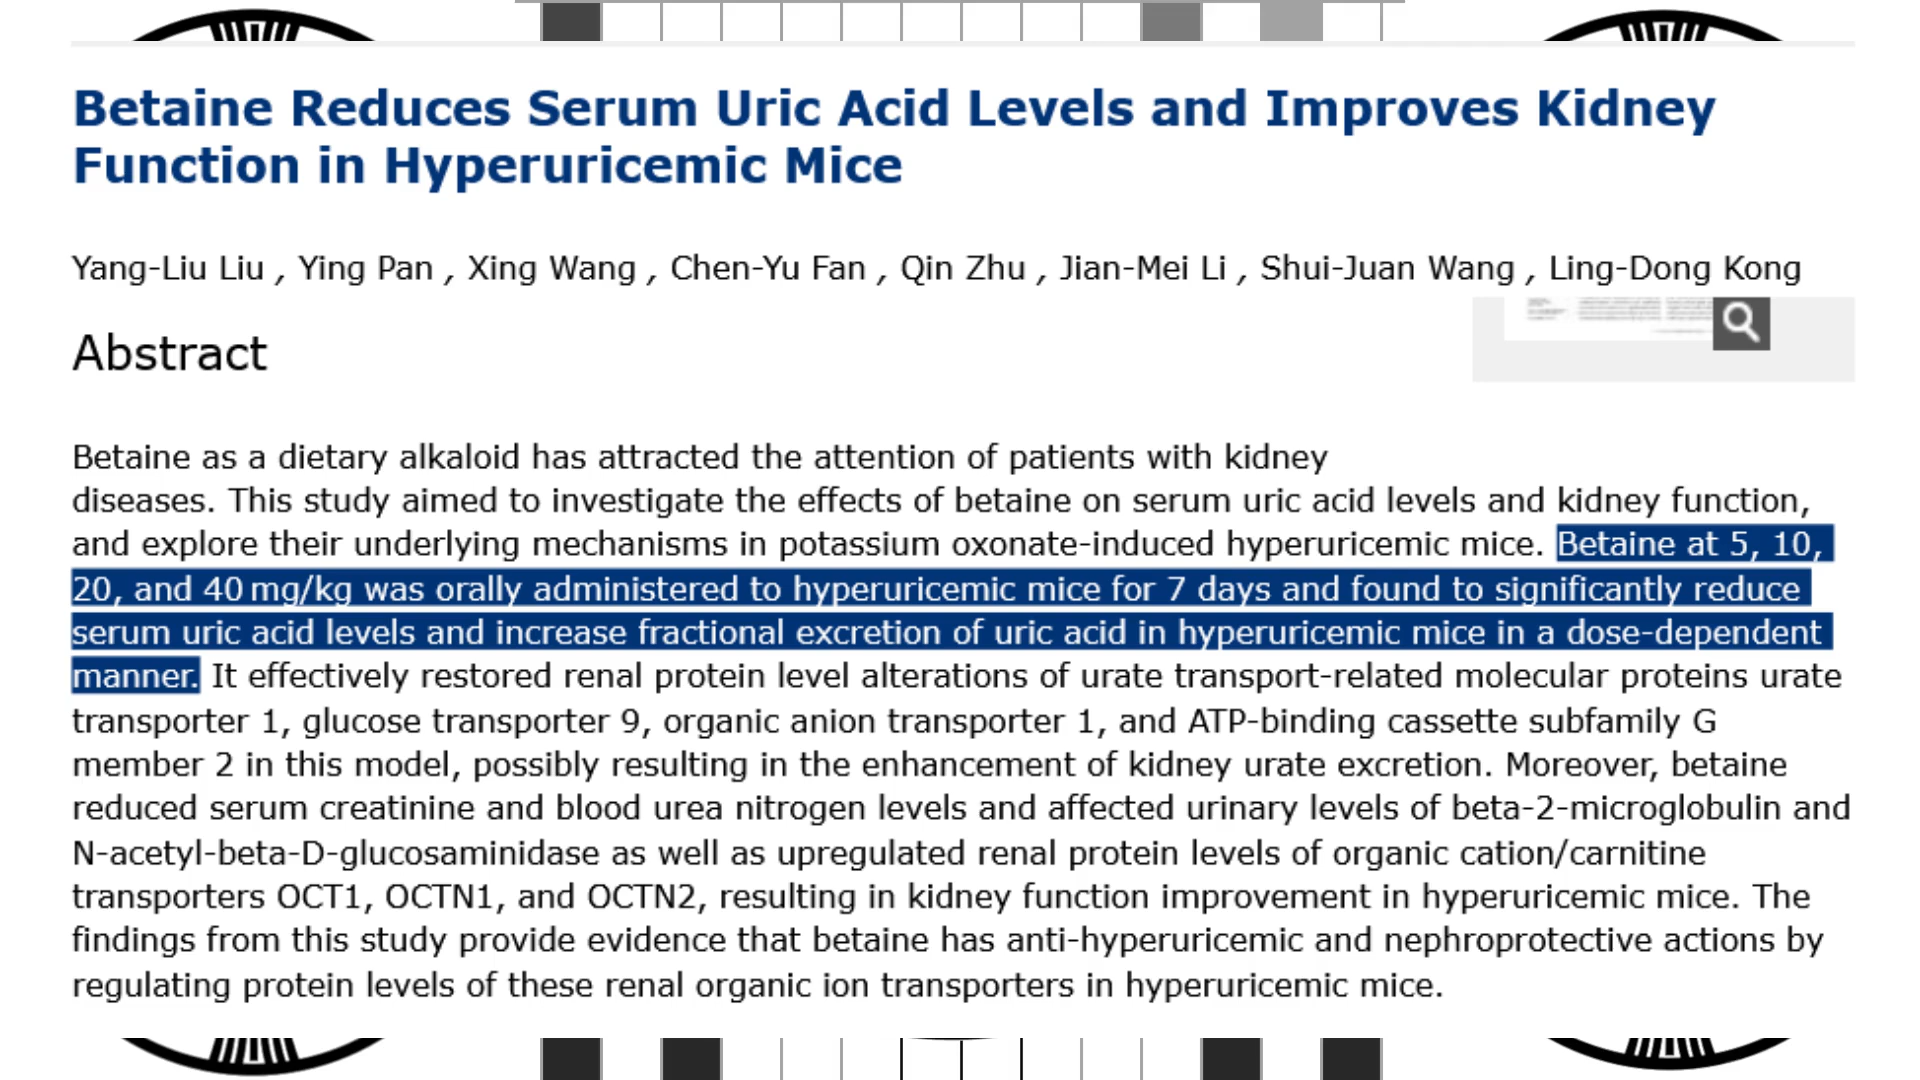 Betaine Reduces Serum Uric Acid Levels and Improves Kidney
Function in Hyperuricemic Mice
Yang-Liu Liu , Ying Pan , Xing Wang , Chen-Yu Fan , Qin Zhu , Jian-Mei Li , Shui-Juan Wang , Ling-Dong Kong
Abstract
Betaine as a dietary alkaloid has attracted the attention of patients with kidney
diseases. This study aimed to investigate the effects of betaine on serum uric acid levels and kidney function,
and explore their underlying mechanisms in potassium oxonate-induced hyperuricemic mice. Betaine at 5, 10,
20, and 40 mg/kg was orally administered to hyperuricemic mice for 7 days and found to significantly reduce
serum uric acid levels and increase fractional excretion of uric acid in hyperuricemic mice in a dose-dependent
manner. It effectively restored renal protein level alterations of urate transport-related molecular proteins urate
transporter 1, glucose transporter 9, organic anion transporter 1, and ATP-binding cassette subfamily G
member 2 in this model, possibly resulting in the enhancement of kidney urate excretion. Moreover, betaine
reduced serum creatinine and blood urea nitrogen levels and affected urinary levels of beta-2-microglobulin and
N-acetyl-beta-D-glucosaminidase as well as upregulated renal protein levels of organic cation/carnitine
transporters OCT1, OCTN1, and OCTN2, resulting in kidney function improvement in hyperuricemic mice. The
findings from this study provide evidence that betaine has anti-hyperuricemic and nephroprotective actions by
regulating protein levels of these renal organic ion transporters in hyperuricemic mice.